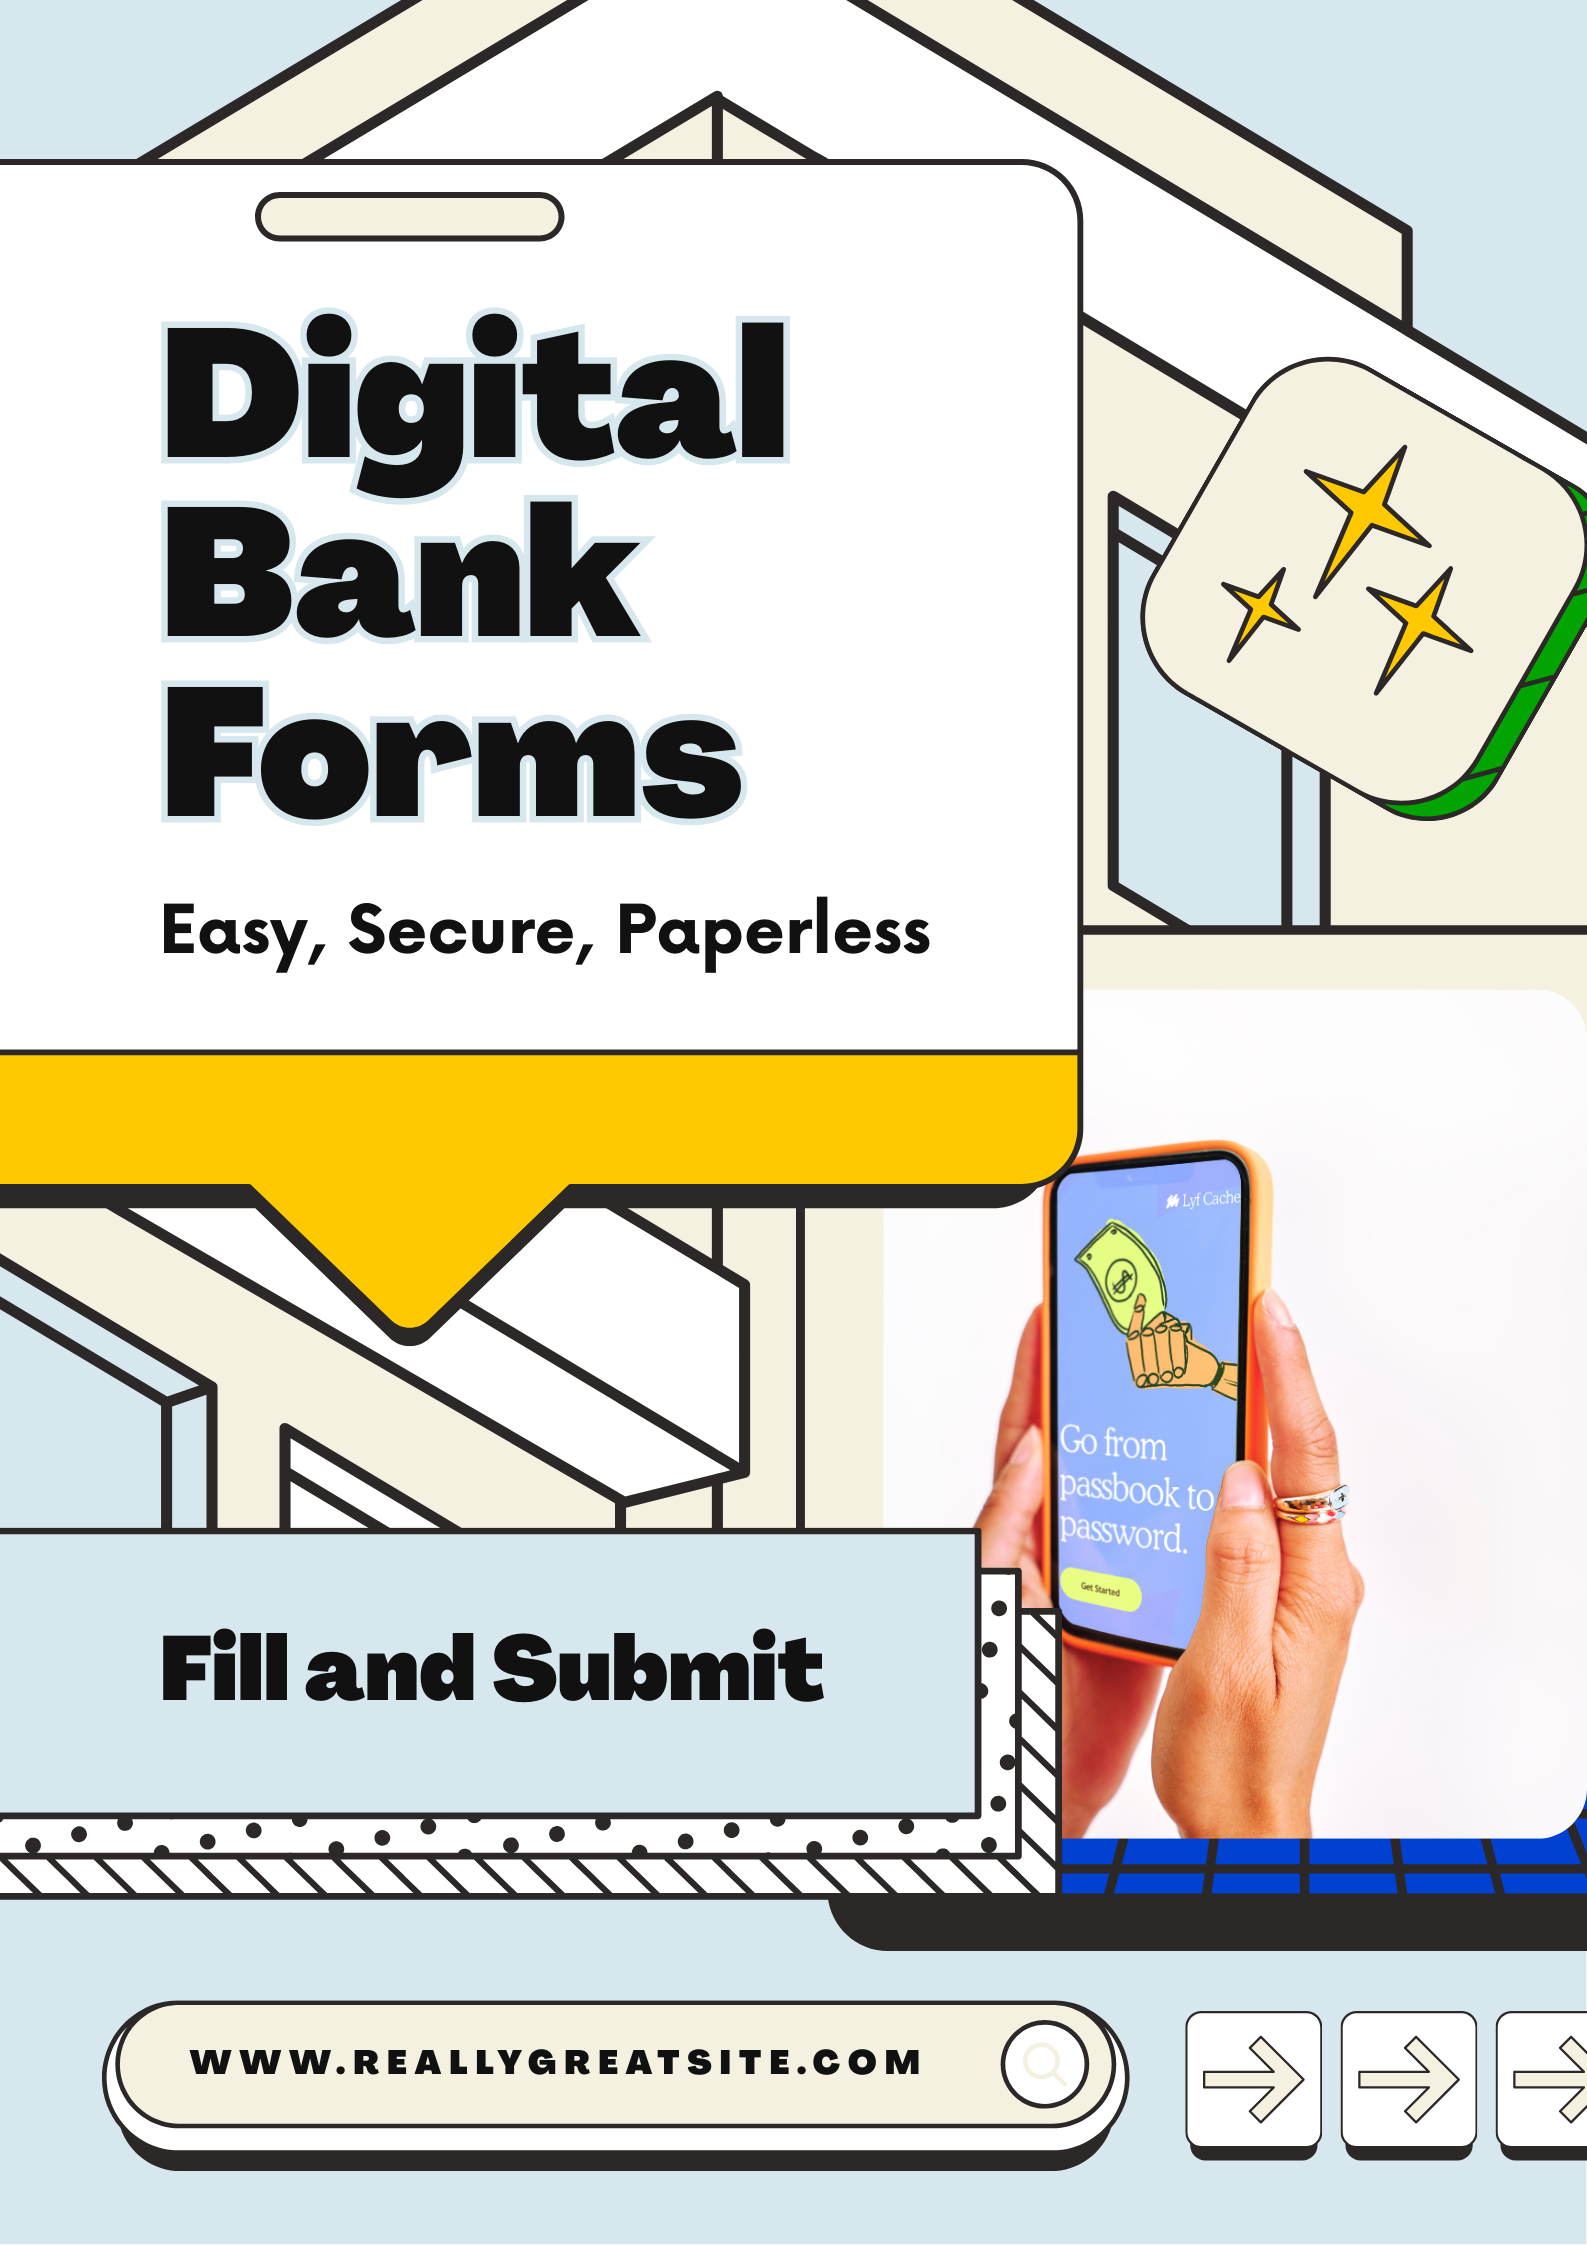 Digital
Bank
Forms
Easy, Secure, Paperless
Lyf Cache
Go from
passbook to
password.
Get Started
Fill and Submit
WWW.REALLYGREATSITE.COM